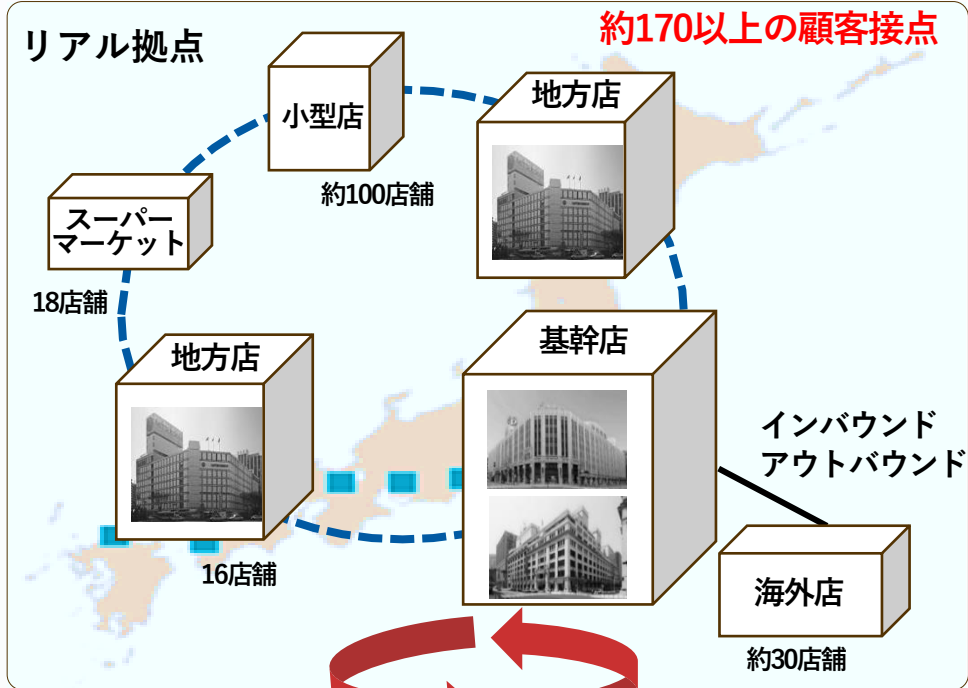 リアル拠点
約170以上の顧客接点
小型店
約100店舗
地方店
スーパー
マーケット
18店舗
地方店
16店舗
基幹店
インバウンド
アウトバウンド
海外店
約30店舗